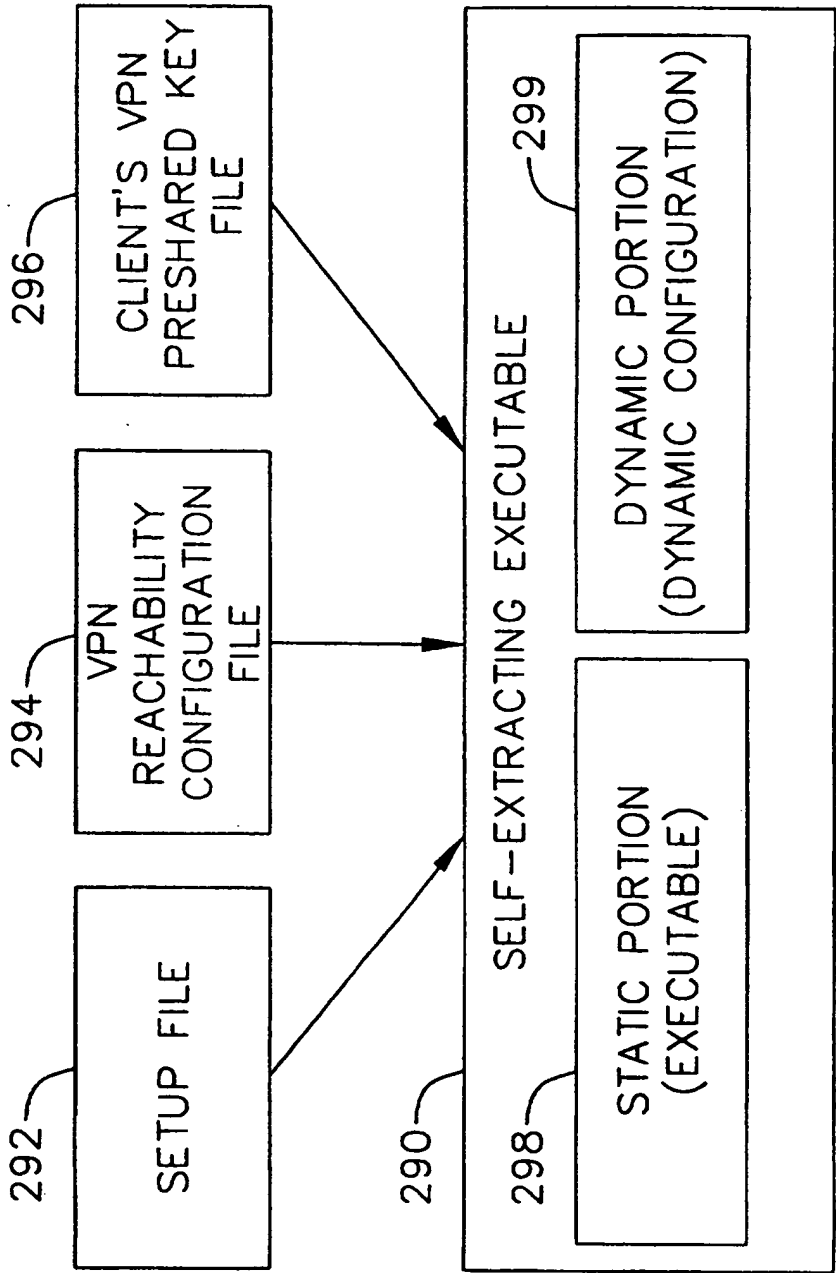 292
SETUP FILE
294
VPN
REACHABILITY
CONFIGURATION
FILE
296
CLIENT'S VPN
PRESHARED KEY
FILE
290
SELF-EXTRACTING EXECUTABLE
298
STATIC PORTION
(EXECUTABLE)
299
DYNAMIC PORTION
(DYNAMIC CONFIGURATION)